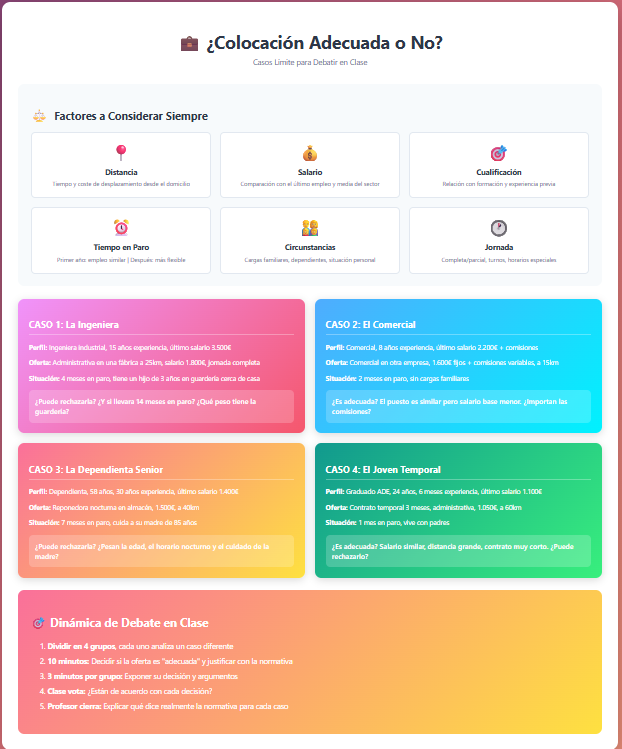 ¿Colocación Adecuada o No?
Casos Límite para Debatir en Clase
Factores a Considerar Siempre
Distancia
Tiempo y coste de desplazamiento desde el domicilio
Salario
Comparación con el último empleo y media del sector
Cualificación
Relación con formación y experiencia previa
Tiempo en Paro
Primer año: empleo similar | Después: más flexible
Circunstancias
Cargas familiares, dependientes, situación personal
Jornada
Completa/parcial, turnos, horarios especiales
CASO 1: La Ingeniera
Perfil: Ingeniera industrial, 15 años experiencia, último salario 3.500€
Oferta: Administrativa en una fábrica a 25km, salario 1.800€, jornada completa
Situación: 4 meses en paro, tiene un hijo de 3 años en guardería cerca de casa
¿Puede rechazarla? ¿Y si llevara 14 meses en paro? ¿Qué peso tiene la
guardería?
CASO 2: El Comercial
Perfil: Comercial, 8 años experiencia, último salario 2.200€ + comisiones
Oferta: Comercial en otra empresa, 1.600€ fijos + comisiones variables, a 15km
Situación: 2 meses en paro, sin cargas familiares
¿Es adecuada? El puesto es similar pero salario base menor. ¿Importan las
comisiones?
CASO 3: La Dependienta Senior
Perfil: Dependienta, 58 años, 30 años experiencia, último salario 1.400€
Oferta: Reponedora nocturna en almacén, 1.500€, a 40km
Situación: 7 meses en paro, cuida a su madre de 85 años
¿Puede rechazarla? ¿Pesan la edad, el horario nocturno y el cuidado de la
madre?
CASO 4: El Joven Temporal
Perfil: Graduado ADE, 24 años, 6 meses experiencia, último salario 1.100€
Oferta: Contrato temporal 3 meses, administrativa, 1.050€, a 60km
Situación: 1 mes en paro, vive con padres
¿Es adecuada? Salario similar, distancia grande, contrato muy corto. ¿Puede
rechazarlo?
Dinámica de Debate en Clase
1. Dividir en 4 grupos, cada uno analiza un caso diferente
2. 10 minutos: Decidir si la oferta es "adecuada" y justificar con la normativa
3. 3 minutos por grupo: Exponer su decisión y argumentos
4. Clase vota: ¿Están de acuerdo con cada decisión?
5. Profesor cierra: Explicar qué dice realmente la normativa para cada caso